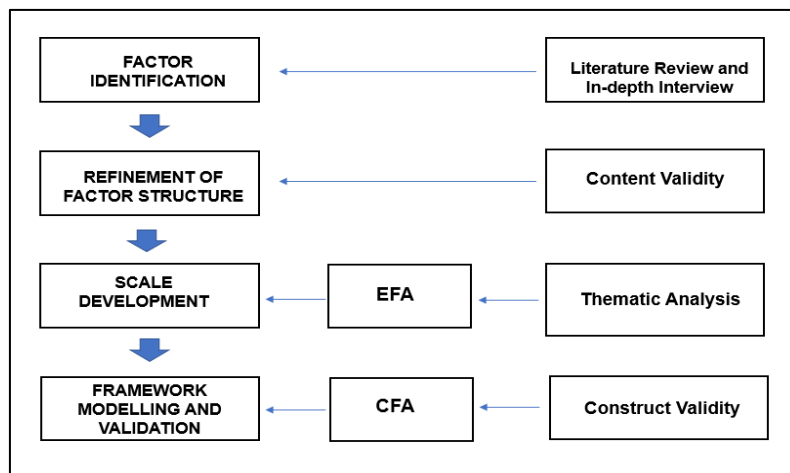 FACTOR
IDENTIFICATION
Literature Review and
In-depth Interview
REFINEMENT OF
FACTOR STRUCTURE
Content Validity
SCALE
DEVELOPMENT
EFA
Thematic Analysis
FRAMEWORK
MODELLING AND
VALIDATION
CFA
Construct Validity